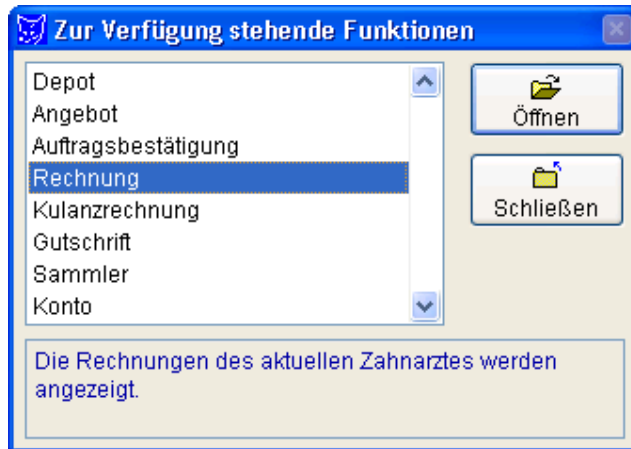 Zur Verfügung stehende Funktionen
Depot
Angebot
Auftragsbestätigung
Rechnung
Kulanzrechnung
Gutschrift
Sammler
Konto
Öffnen
Schließen
Die Rechnungen des aktuellen Zahnarztes werden
angezeigt.